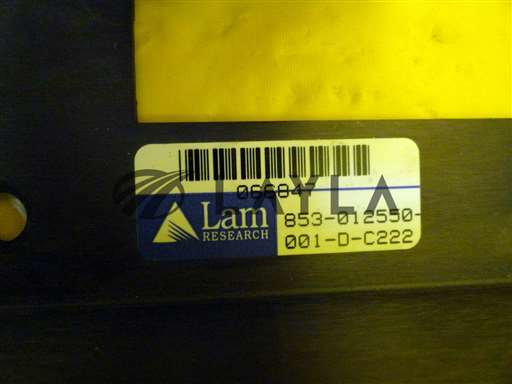 06684
Lam
RESEARCH
853-012550-
001-D-C222
LAYLA